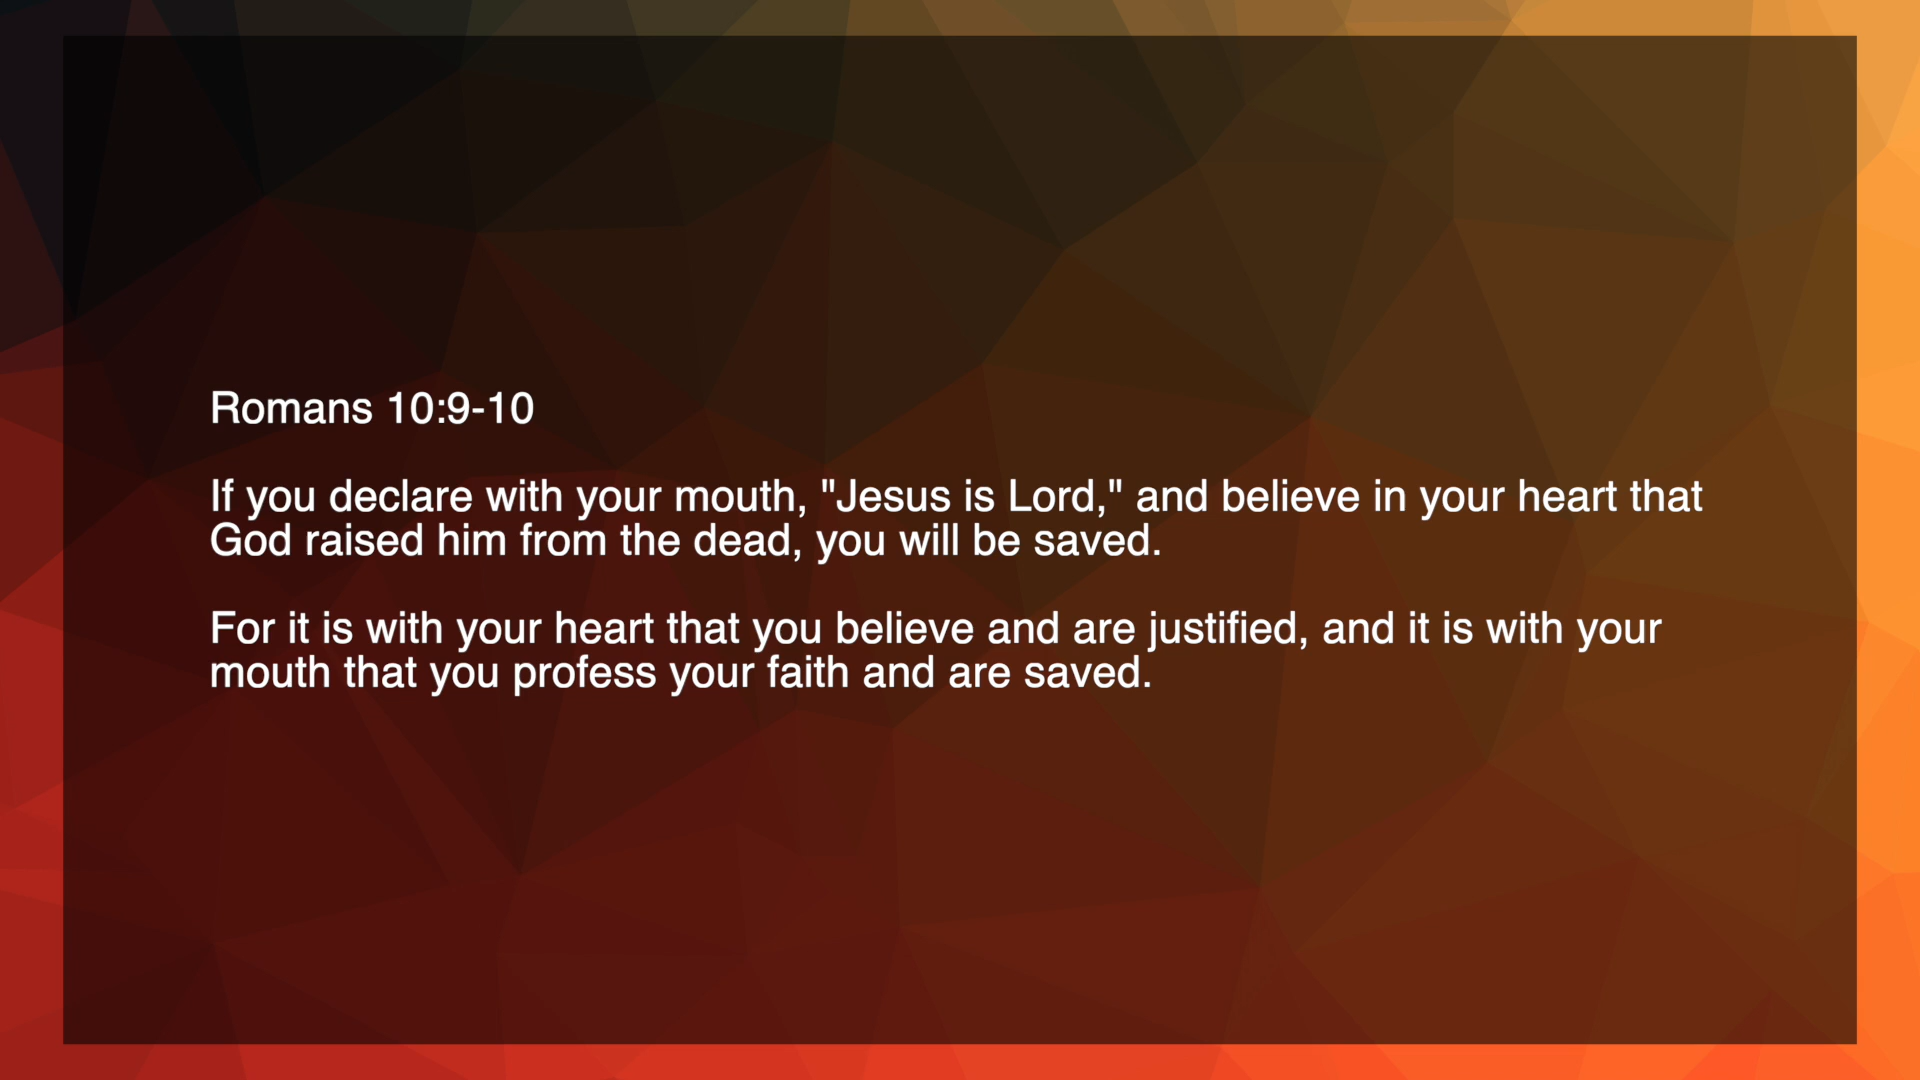 Romans 10:9-10
If you declare with your mouth, "Jesus is Lord," and believe in your heart that
God raised him from the dead, you will be saved.
For it is with your heart that you believe and are justified, and it is with your
mouth that you profess your faith and are saved.